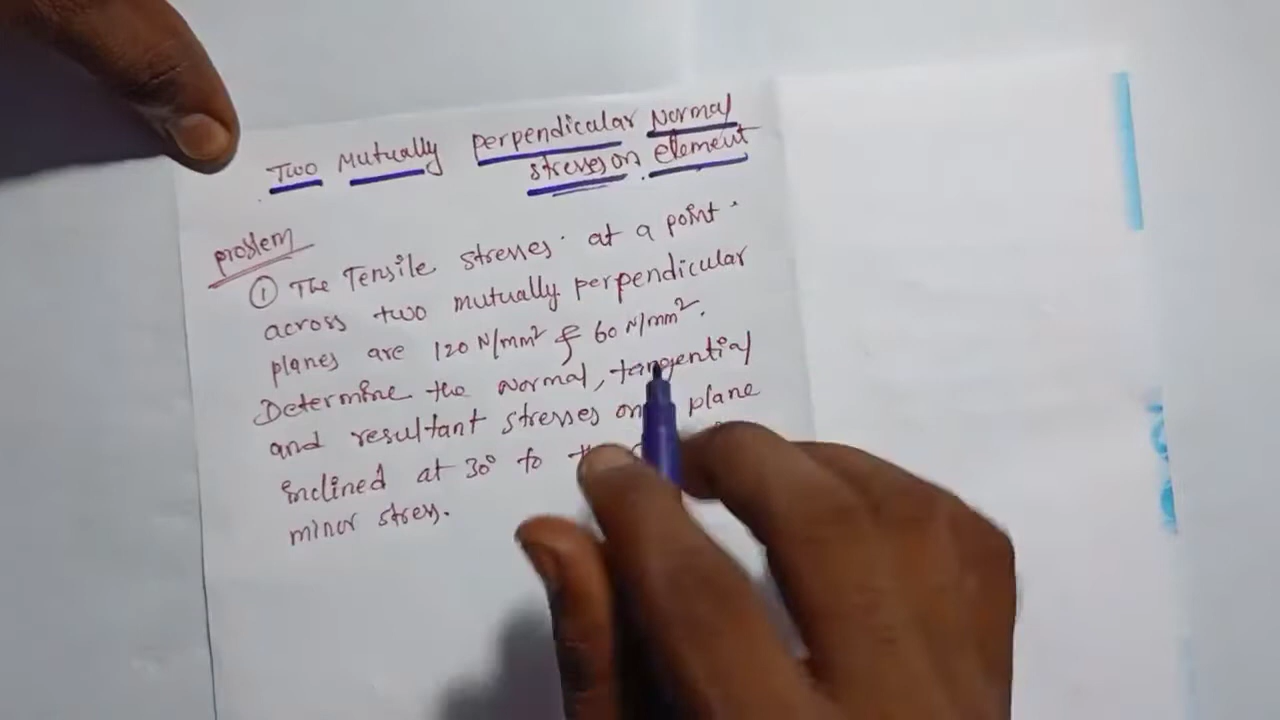 Two Mutually perpendicular Normal
stresses on element
problem
① The Tensile stresses at a point
across two mutually perpendicular
planes are 120 N/mm² & 60 N/mm².
Determine the Normal, tangential
and resultant stresses on plane
inclined at 30° to
minor stress.